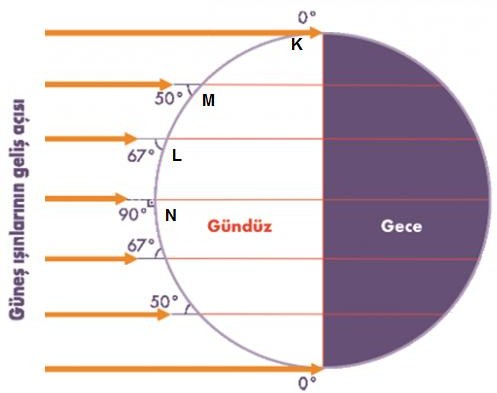 0°
K
50°
M
67°
L
90°
N
Gündüz
Gece
67°
50°
0°
Güneş ışınlarının geliş açısı